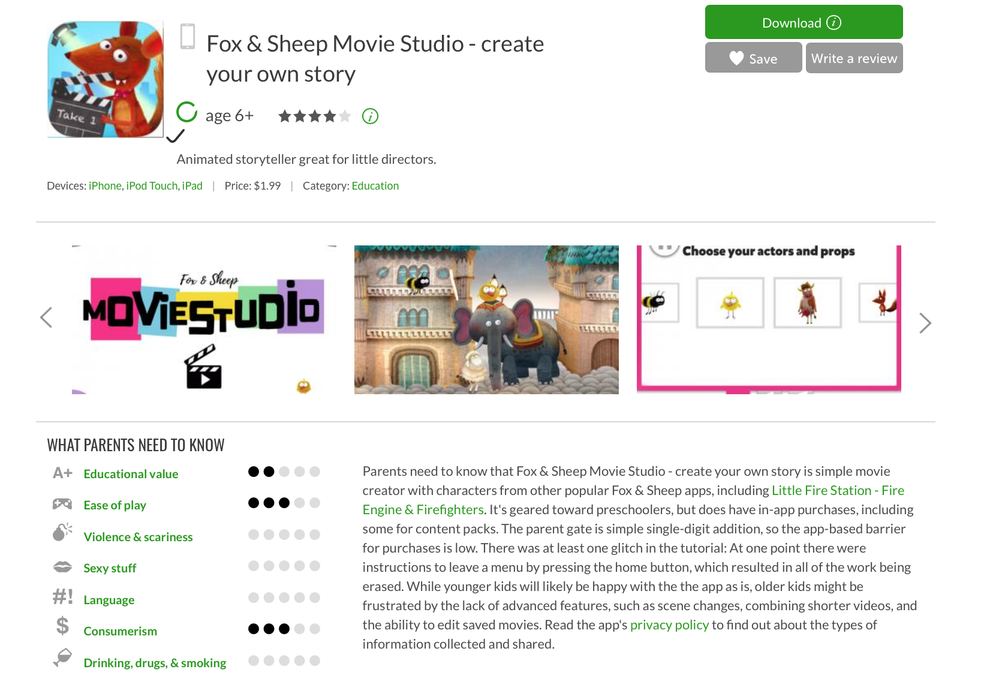 Download i
Save
Write a review
Take 1
Fox & Sheep Movie Studio - create
your own story
age 6+
i
Animated storyteller great for little directors.
Devices: iPhone, iPod Touch, iPad | Price: $1.99 | Category: Education
Fox & Sheep
MOViESTUDiO
Choose your actors and props
WHAT PARENTS NEED TO KNOW
A+ Educational value
Ease of play
Violence & scariness
Sexy stuff
#! Language
$ Consumerism
Drinking, drugs, & smoking
Parents need to know that Fox & Sheep Movie Studio - create your own story is simple movie
creator with characters from other popular Fox & Sheep apps, including Little Fire Station - Fire
Engine & Firefighters. It's geared toward preschoolers, but does have in-app purchases, including
some for content packs. The parent gate is simple single-digit addition, so the app-based barrier
for purchases is low. There was at least one glitch in the tutorial: At one point there were
instructions to leave a menu by pressing the home button, which resulted in all of the work being
erased. While younger kids will likely be happy with the the app as is, older kids might be
frustrated by the lack of advanced features, such as scene changes, combining shorter videos, and
the ability to edit saved movies. Read the app's privacy policy to find out about the types of
information collected and shared.